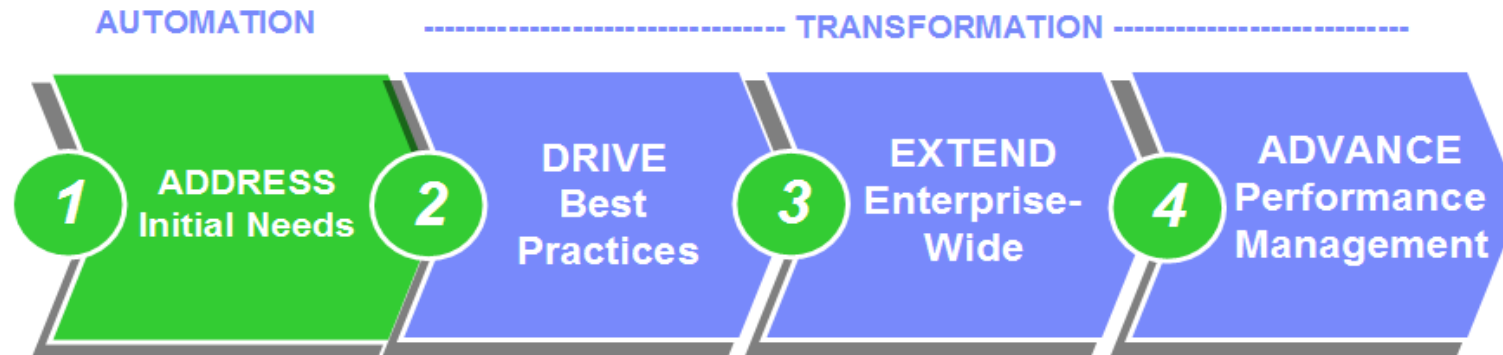 AUTOMATION
------------------------------- TRANSFORMATION -------------------------
1
ADDRESS
Initial Needs
2
DRIVE
Best
Practices
3
EXTEND
Enterprise-
Wide
4
ADVANCE
Performance
Management